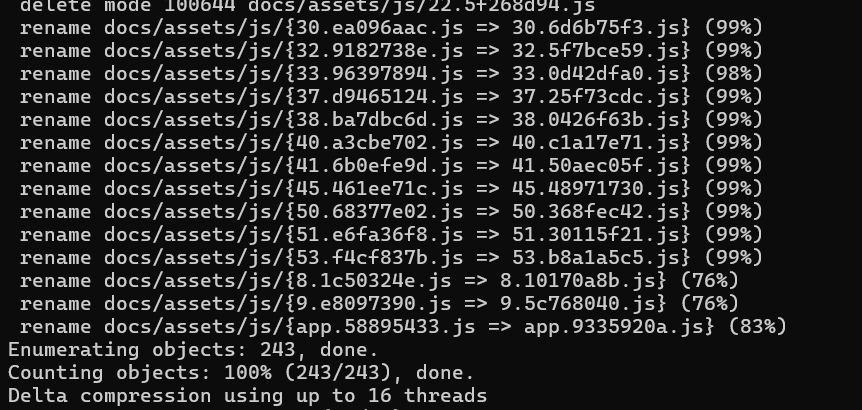 delete mode 100644 docs/assets/js/22.5f268d94.js
rename docs/assets/js/{30.ea096aac.js => 30.6d6b75f3.js} (99%)
rename docs/assets/js/{32.9182738e.js => 32.5f7bce59.js} (99%)
rename docs/assets/js/{33.96397894.js => 33.0d42dfa0.js} (98%)
rename docs/assets/js/{37.d9465124.js => 37.25f73cdc.js} (99%)
rename docs/assets/js/{38.ba7dbc6d.js => 38.0426f63b.js} (99%)
rename docs/assets/js/{40.a3cbe702.js => 40.c1a17e71.js} (99%)
rename docs/assets/js/{41.6b0efe9d.js => 41.50aec05f.js} (99%)
rename docs/assets/js/{45.461ee71c.js => 45.48971730.js} (99%)
rename docs/assets/js/{50.68377e02.js => 50.368fec42.js} (99%)
rename docs/assets/js/{51.e6fa36f8.js => 51.30115f21.js} (99%)
rename docs/assets/js/{53.f4cf837b.js => 53.b8a1a5c5.js} (99%)
rename docs/assets/js/{8.1c50324e.js => 8.10170a8b.js} (76%)
rename docs/assets/js/{9.e8097390.js => 9.5c768040.js} (76%)
rename docs/assets/js/{app.58895433.js => app.9335920a.js} (83%)
Enumerating objects: 243, done.
Counting objects: 100% (243/243), done.
Delta compression using up to 16 threads